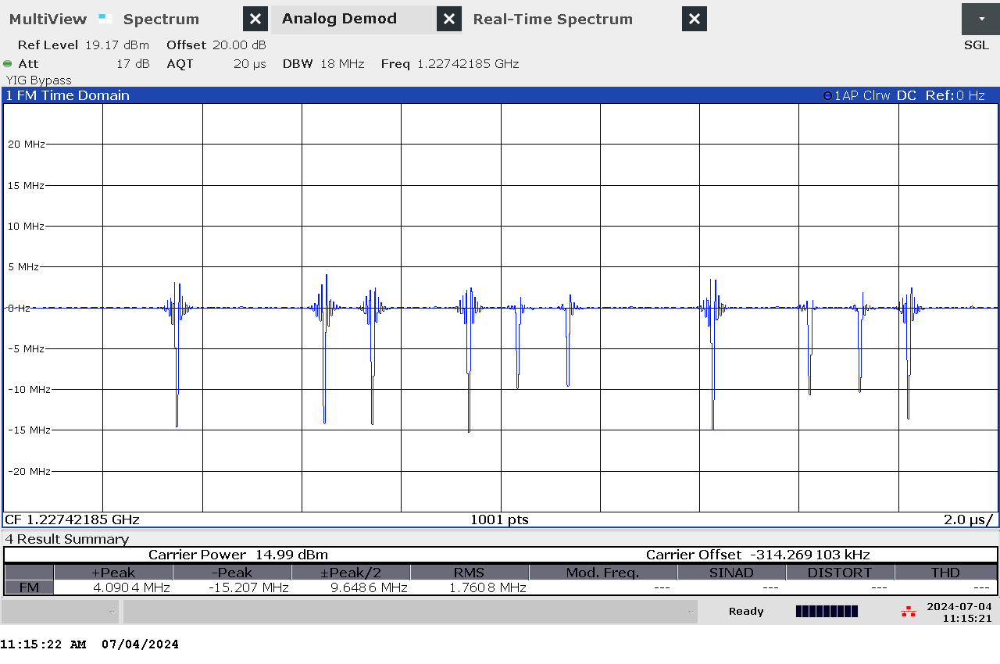 MultiView Spectrum Analog Demod Real-Time Spectrum
Ref Level 19.17 dBm Offset 20.00 dB SGL
Att 17 dB AQT 20 µs DBW 18 MHz Freq 1.22742185 GHz
YIG Bypass
1 FM Time Domain 1AP Clrw DC Ref:0 Hz
20 MHz
15 MHz
10 MHz
5 MHz
0 Hz
-5 MHz
-10 MHz
-15 MHz
-20 MHz
CF 1.22742185 GHz 1001 pts 2.0 µs/
4 Result Summary
Carrier Power 14.99 dBm Carrier Offset -314.269 103 kHz
+Peak -Peak ±Peak/2 RMS Mod. Freq. SINAD DISTORT THD
FM 4.090 4 MHz -15.207 MHz 9.648 6 MHz 1.760 8 MHz --- --- --- ---
Ready 2024-07-04
11:15:21
11:15:22 AM 07/04/2024